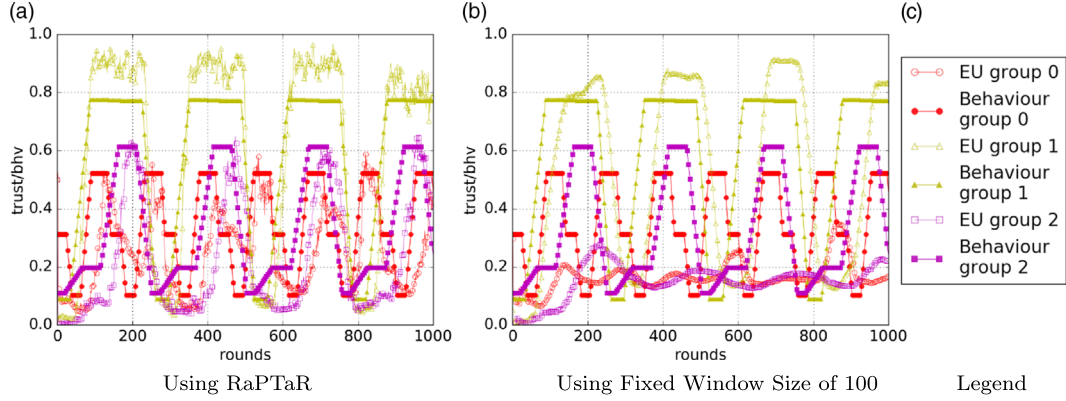 (a)
1.0
0.8
0.6
0.4
0.2
0.0
trust/bhv
0
200
400
600
800
1000
rounds
Using RaPTaR
(b)
1.0
0.8
0.6
0.4
0.2
0.0
trust/bhv
0
200
400
600
800
1000
rounds
Using Fixed Window Size of 100
(c)
EU group 0
Behaviour
group 0
EU group 1
Behaviour
group 1
EU group 2
Behaviour
group 2
Legend